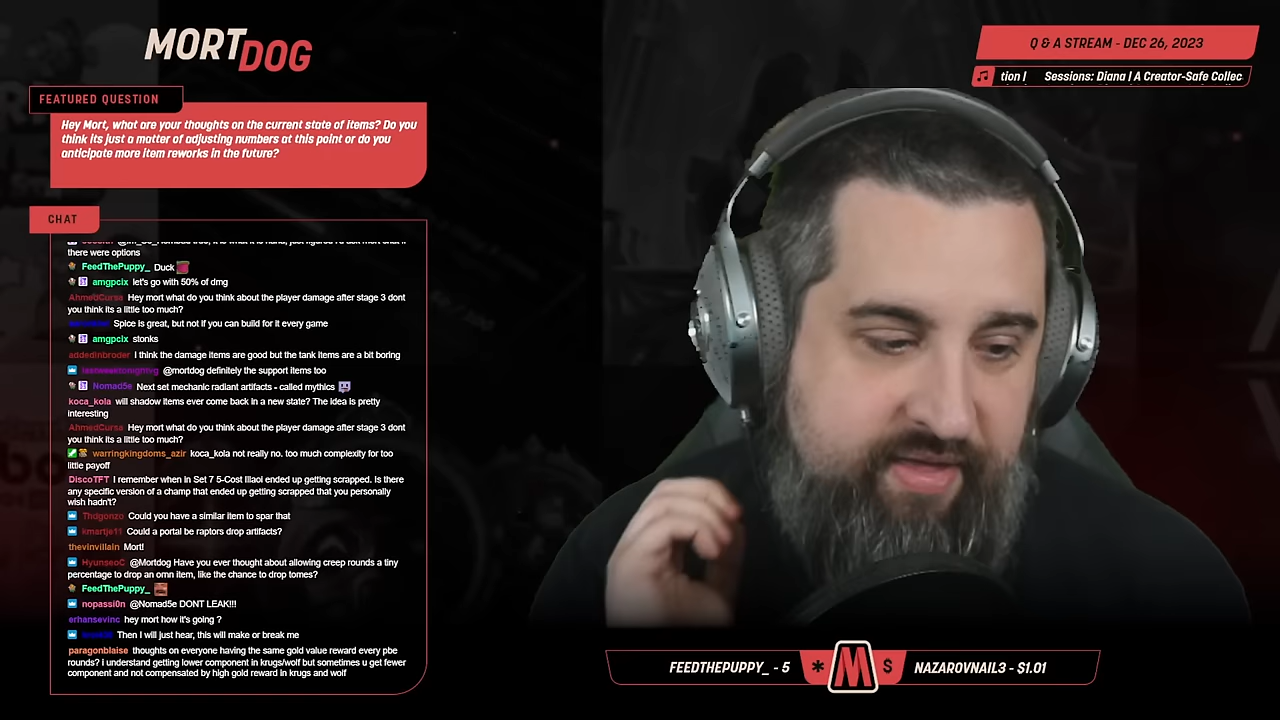 MORTDOG
Q & A STREAM - DEC 26, 2023
tion | Sessions: Diana | A Creator-Safe Collec
FEATURED QUESTION
Hey Mort, what are your thoughts on the current state of items? Do you
think its just a matter of adjusting numbers at this point or do you
anticipate more item reworks in the future?
CHAT
there were options
FeedThePuppy_ Duck
amgpcix let's go with 50% of dmg
AhmedCursa Hey mort what do you think about the player damage after stage 3 dont
you think its a little too much?
Spice is great, but not if you can build for it every game
amgpcix stonks
addedinbroder I think the damage items are good but the tank items are a bit boring
@mortdog definitely the support items too
Nomad5e Next set mechanic radiant artifacts - called mythics
koca_kola will shadow items ever come back in a new state? The idea is pretty
interesting
AhmedCursa Hey mort what do you think about the player damage after stage 3 dont
you think its a little too much?
warringkingdoms_azir koca_kola not really no. too much complexity for too
little payoff
DiscoTFT I remember when in Set 7 5-Cost Illaoi ended up getting scrapped. Is there
any specific version of a champ that ended up getting scrapped that you personally
wish hadn't?
Thdgonzo Could you have a similar item to spar that
kmartje11 Could a portal be raptors drop artifacts?
thevinvillain Mort!
HyunseoC @Mortdog Have you ever thought about allowing creep rounds a tiny
percentage to drop an ornn item, like the chance to drop tomes?
FeedThePuppy_
nopassi0n @Nomad5e DONT LEAK!!!
erhansevinc hey mort how it's going ?
Then I will just hear, this will make or break me
paragonblaise thoughts on everyone having the same gold value reward every pbe
rounds? i understand getting lower component in krugs/wolf but sometimes u get fewer
component and not compensated by high gold reward in krugs and wolf
FEEDTHEPUPPY_ - 5 * M $ NAZAROVNAIL3 - $1.01